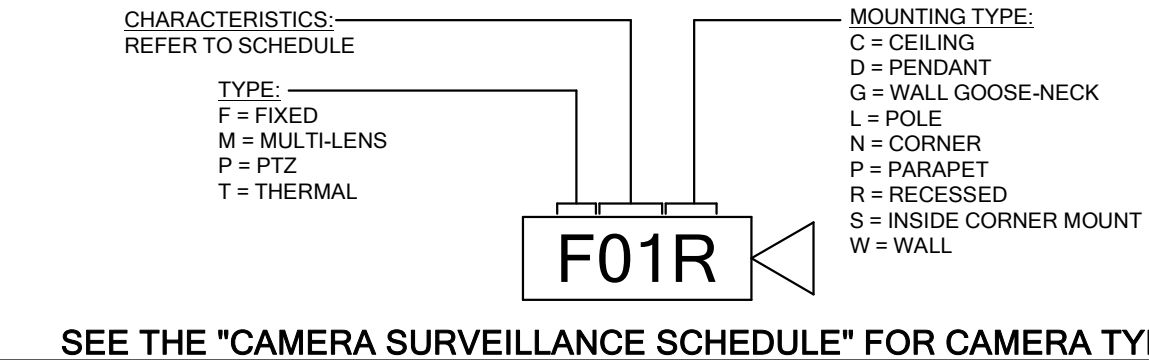 CHARACTERISTICS:
REFER TO SCHEDULE
TYPE:
F = FIXED
M = MULTI-LENS
P = PTZ
T = THERMAL
MOUNTING TYPE:
C = CEILING
D = PENDANT
G = WALL GOOSE-NECK
L = POLE
N = CORNER
P = PARAPET
R = RECESSED
S = INSIDE CORNER MOUNT
W = WALL
F01R
SEE THE "CAMERA SURVEILLANCE SCHEDULE" FOR CAMERA